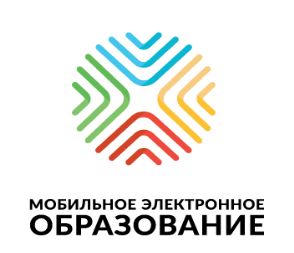 МОБИЛЬНОЕ ЭЛЕКТРОННОЕ
ОБРАЗОВАНИЕ